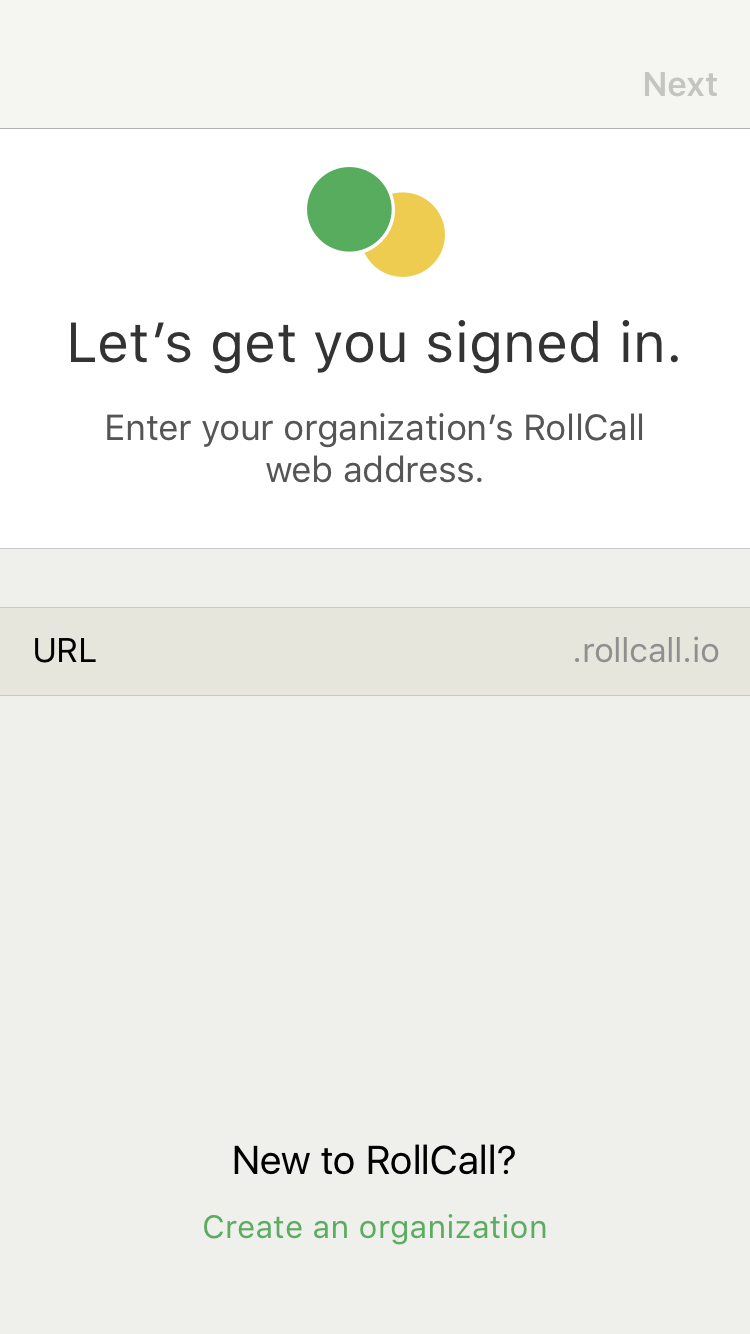 Next
Let’s get you signed in.
Enter your organization’s RollCall
web address.
URL .rollcall.io
New to RollCall?
Create an organization